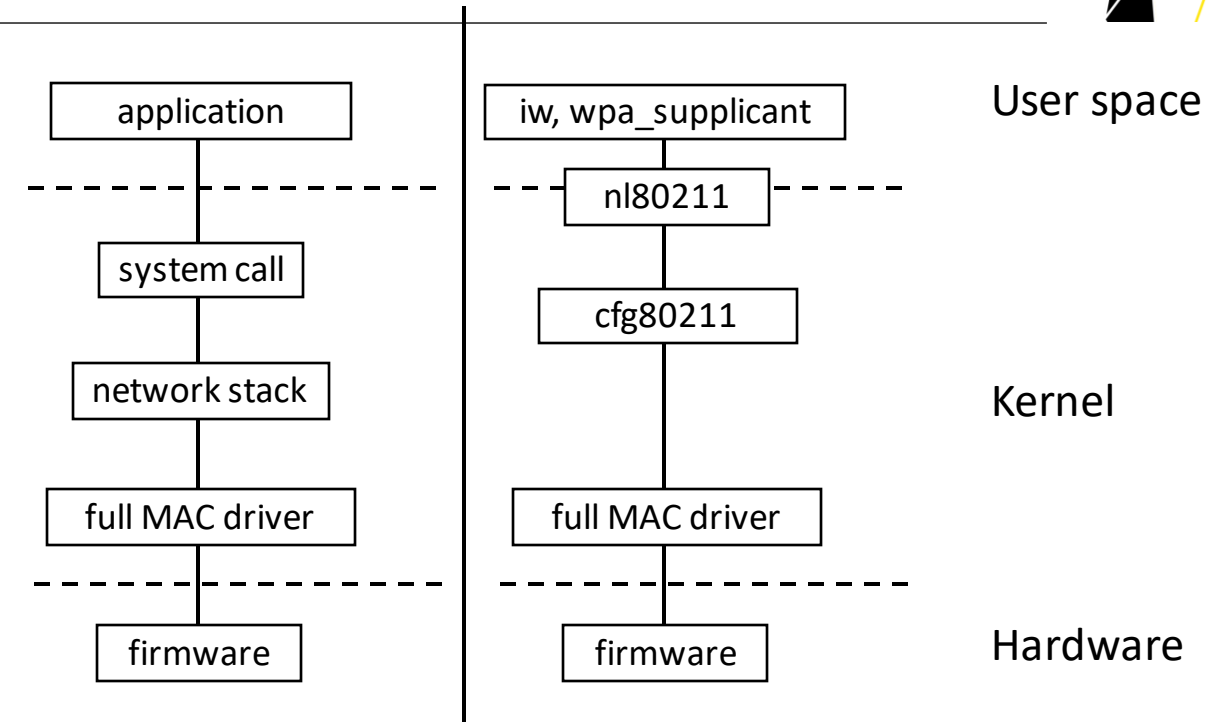 application
iw, wpa_supplicant
User space
nl80211
system call
cfg80211
network stack
Kernel
full MAC driver
full MAC driver
firmware
firmware
Hardware